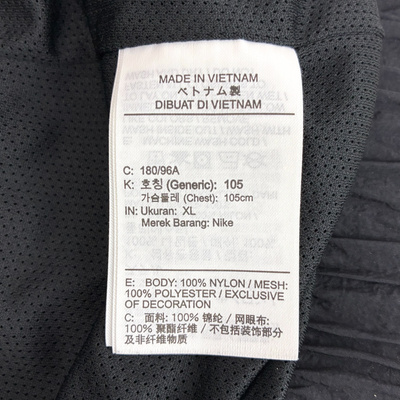 MADE IN VIETNAM
ベトナム製
DIBUAT DI VIETNAM
C: 180/96A
K: 호칭 (Generic): 105
가슴둘레 (Chest): 105cm
IN: Ukuran: XL
Merek Barang: Nike
E: BODY: 100% NYLON / MESH:
100% POLYESTER / EXCLUSIVE
OF DECORATION
C: 面料: 100% 锦纶 / 网眼布:
100% 聚酯纤维 / 不包括装饰部分
及非纤维物质